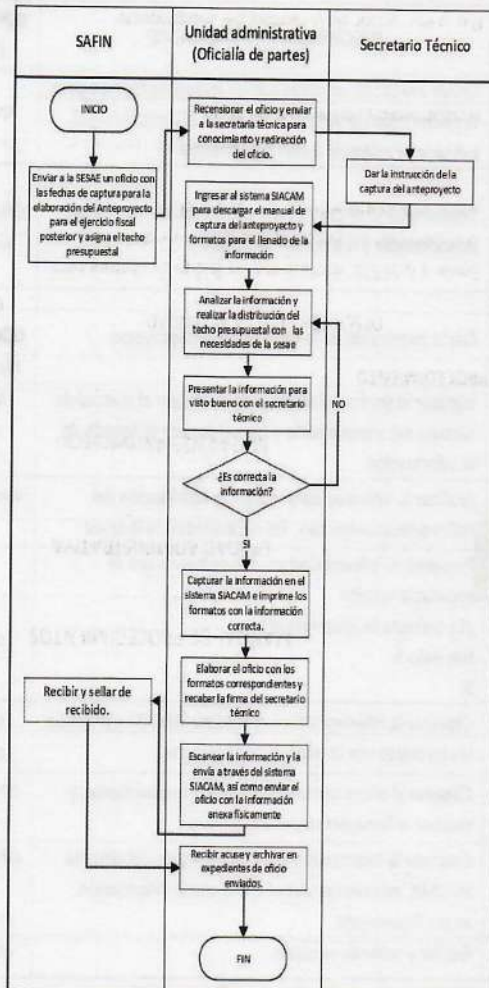 SAFIN
Unidad administrativa
(Oficialía de partes)
Secretario Técnico
INICIO
Enviar a la SESAE un oficio con
las fechas de captura para la
elaboración del Anteproyecto
para el ejercicio fiscal
posterior y asigna el techo
presupuestal
Recensionar el oficio y enviar
a la secretaría técnica para
conocimiento y redirección
del oficio.
Dar la instrucción de la
captura del anteproyecto
Ingresar al sistema SIACAM
para descargar el manual de
captura del anteproyecto y
formatos para el llenado de la
información
Analizar la información y
realizar la distribución del
techo presupuestal con las
necesidades de la sesae
Presentar la información para
visto bueno con el secretario
técnico
NO
¿Es correcta la
información?
SI
Capturar la información en el
sistema SIACAM e imprime los
formatos con la información
correcta.
Elaborar el oficio con los
formatos correspondientes y
recabar la firma del secretario
técnico
Recibir y sellar de
recibido.
Escanear la información y la
envía a través del sistema
SIACAM, así como enviar el
oficio con la información
anexa físicamente
Recibir acuse y archivar en
expedientes de oficio
enviados.
FIN